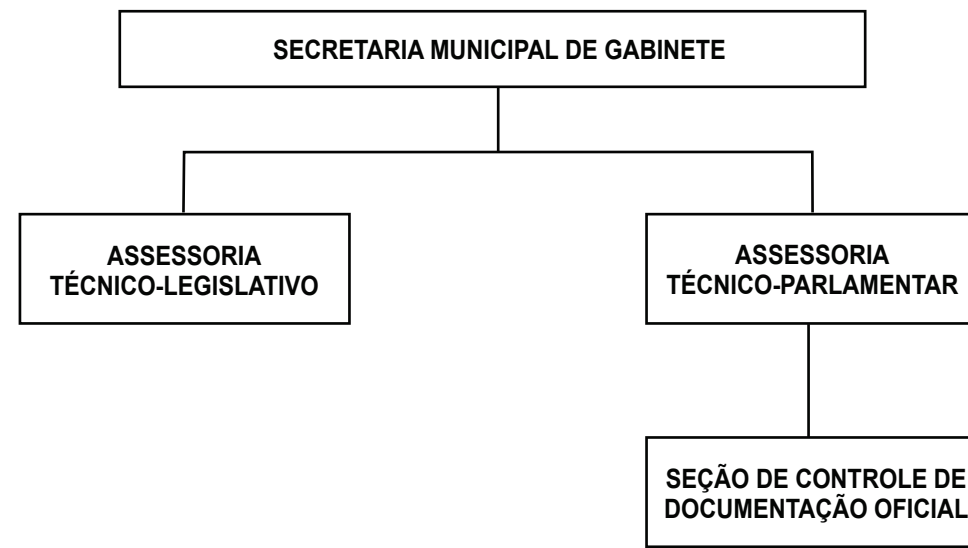 SECRETARIA MUNICIPAL DE GABINETE
ASSESSORIA
TÉCNICO-LEGISLATIVO
ASSESSORIA
TÉCNICO-PARLAMENTAR
SEÇÃO DE CONTROLE DE
DOCUMENTAÇÃO OFICIAL